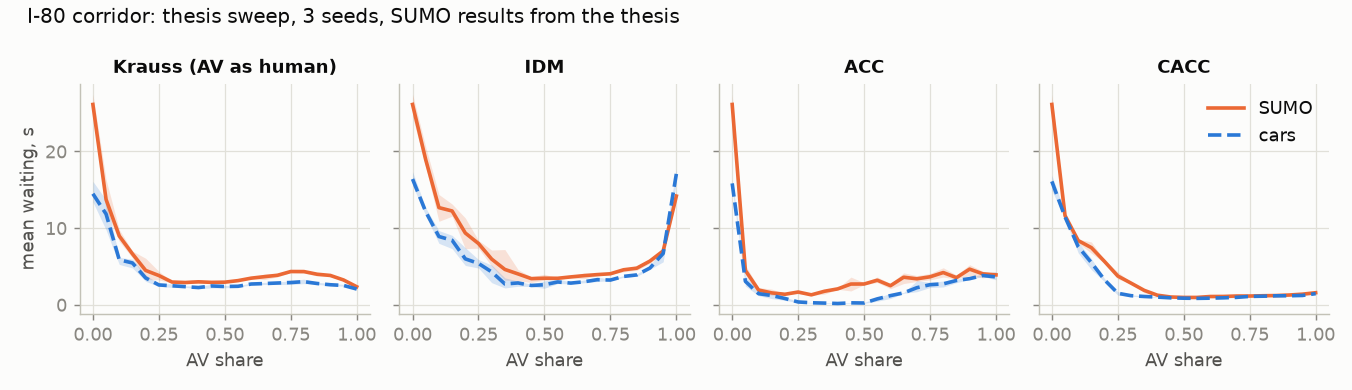 I-80 corridor: thesis sweep, 3 seeds, SUMO results from the thesis
Krauss (AV as human)
IDM
ACC
CACC
mean waiting, s
20
10
0
SUMO
cars
0.00 0.25 0.50 0.75 1.00
0.00 0.25 0.50 0.75 1.00
0.00 0.25 0.50 0.75 1.00
0.00 0.25 0.50 0.75 1.00
AV share
AV share
AV share
AV share